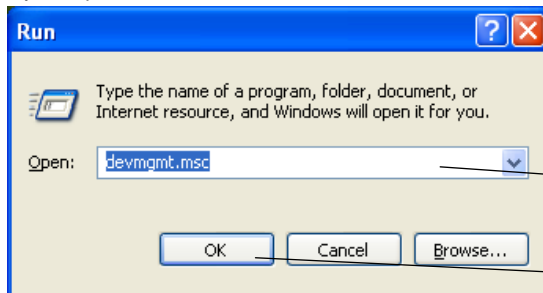 Run
Type the name of a program, folder, document, or
Internet resource, and Windows will open it for you.
Open: devmgmt.msc
OK Cancel Browse...